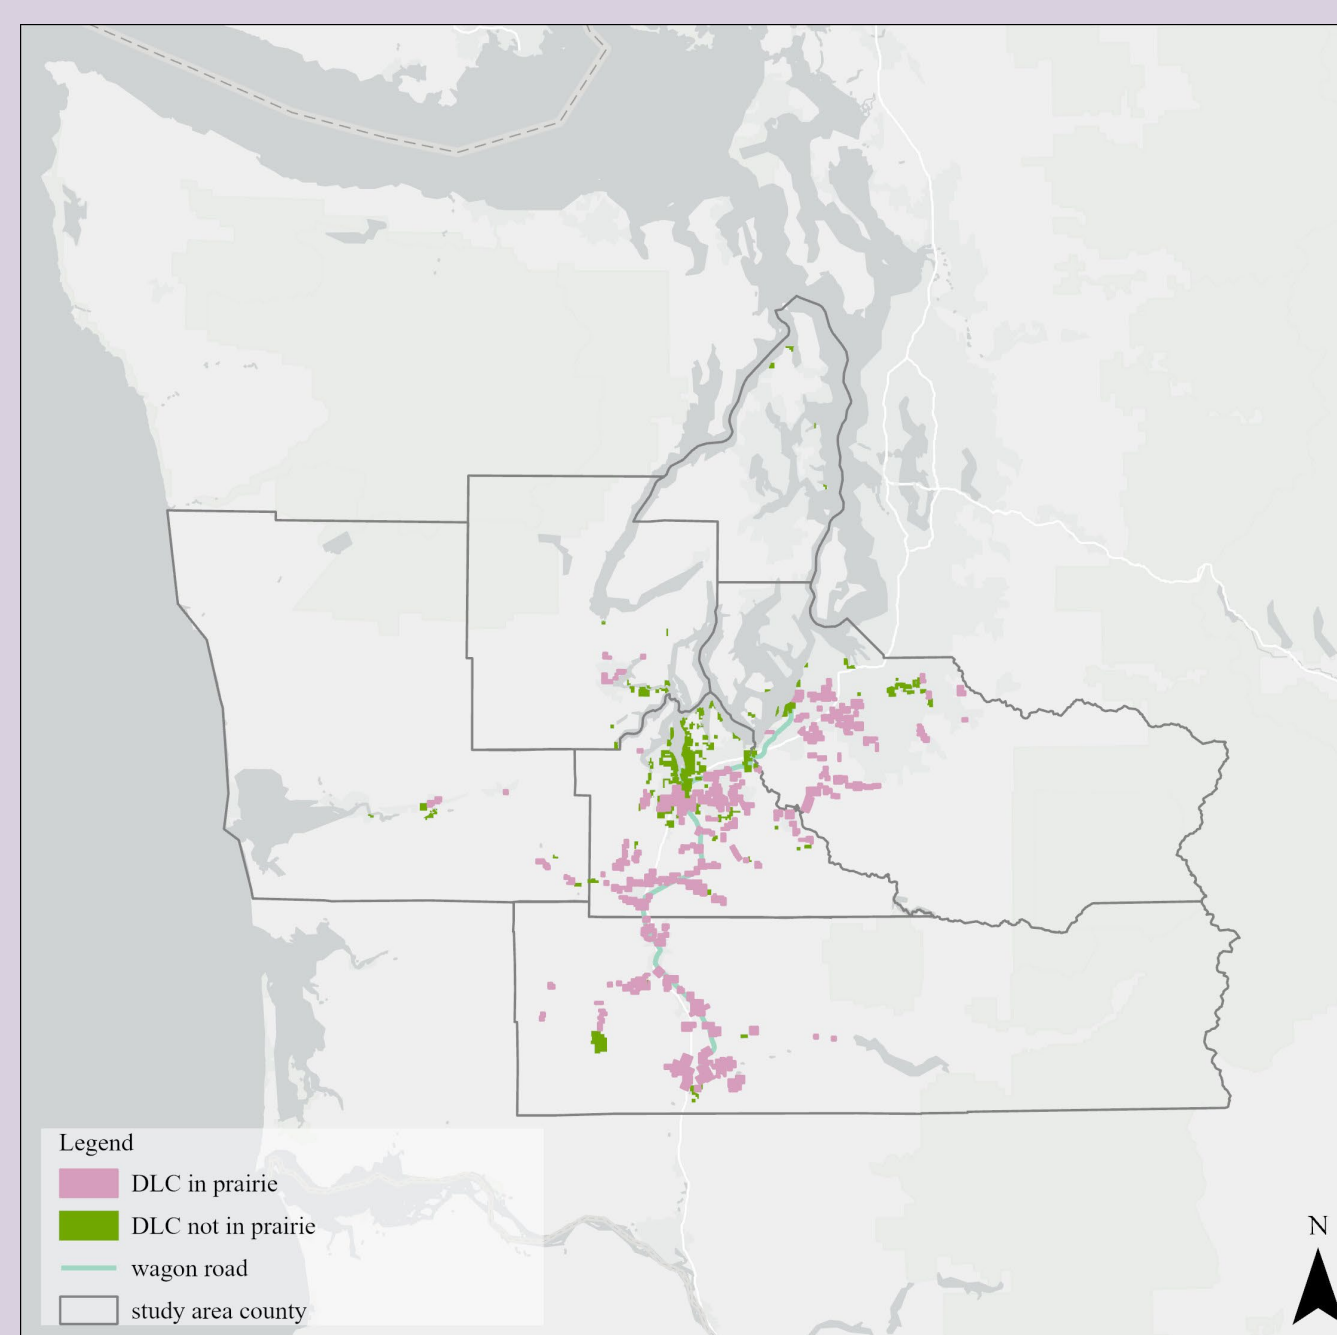 Legend
DLC in prairie
DLC not in prairie
wagon road
study area county
N